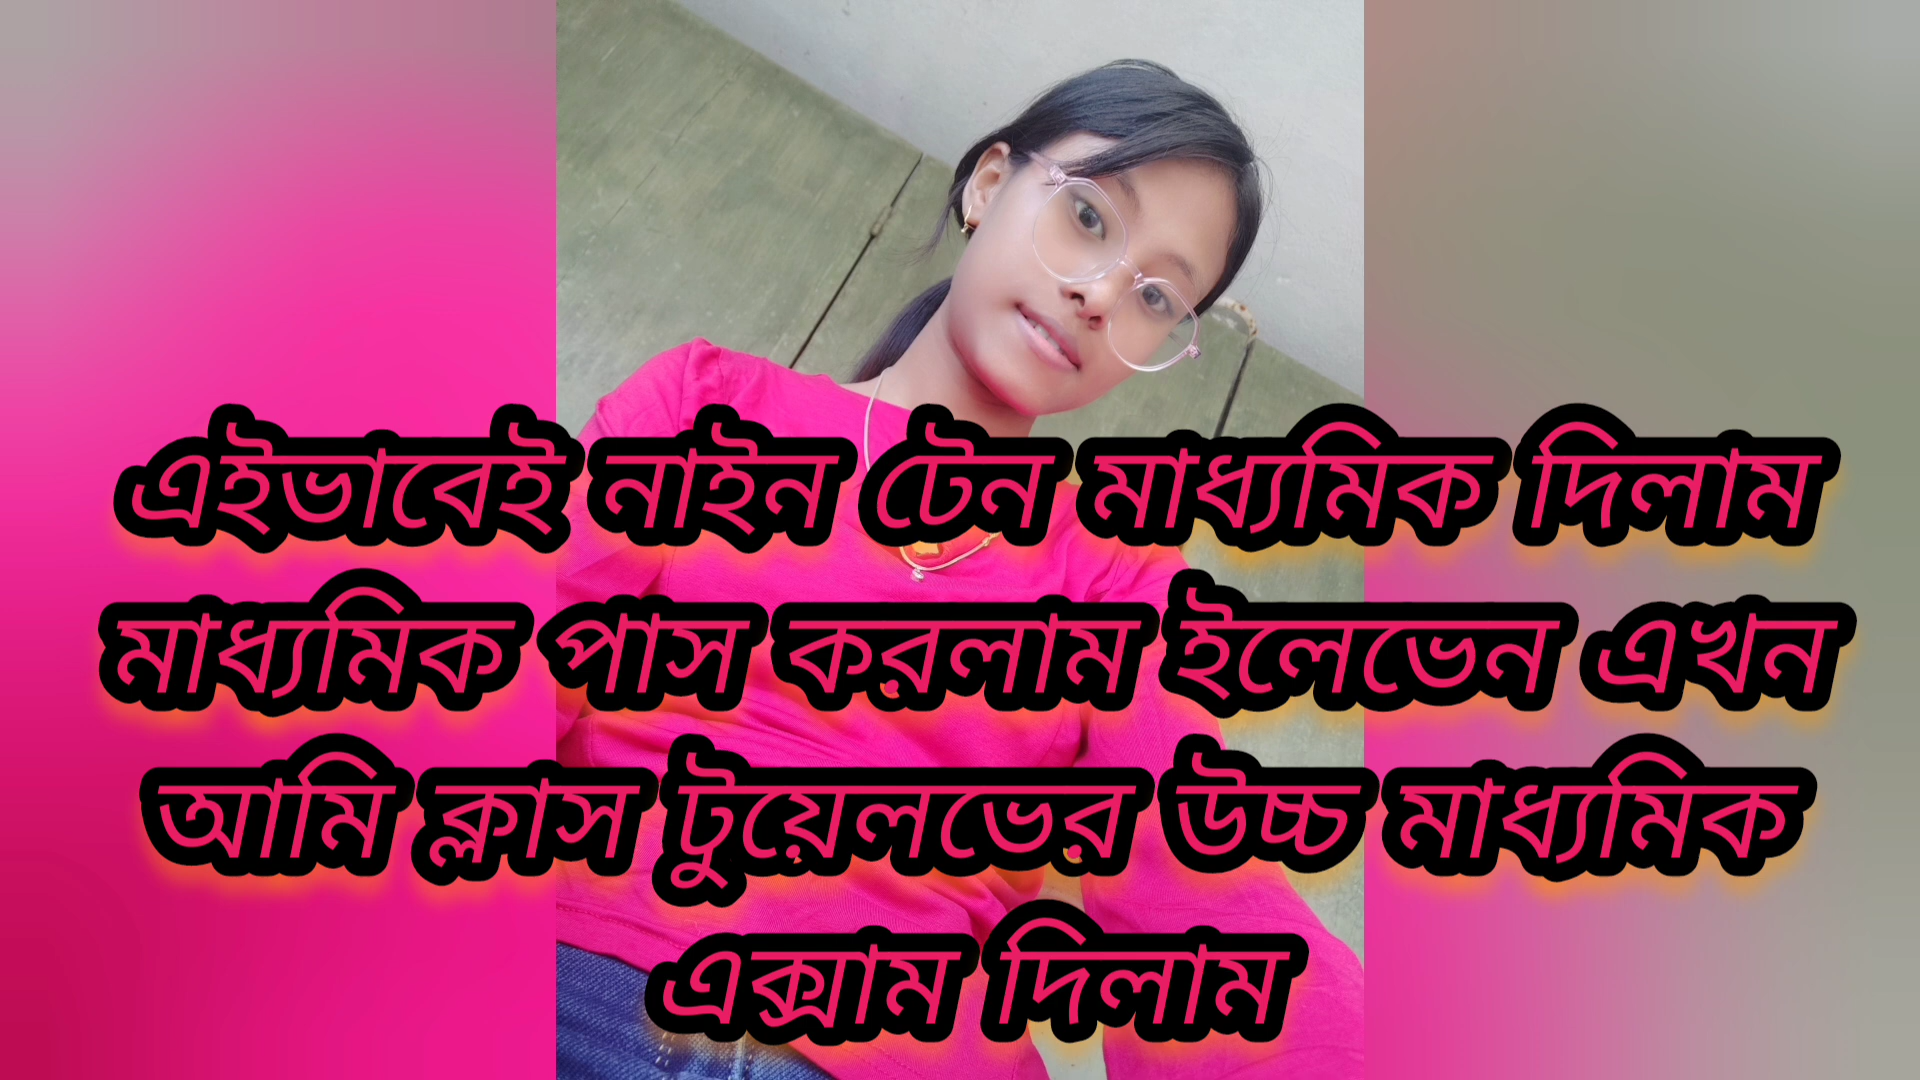 এইভাবেই নাইন টেন মাধ্যমিক দিলাম
মাধ্যমিক পাস করলাম ইলেভেন এখন
আমি ক্লাস টুয়েলভের উচ্চ মাধ্যমিক
এক্সাম দিলাম